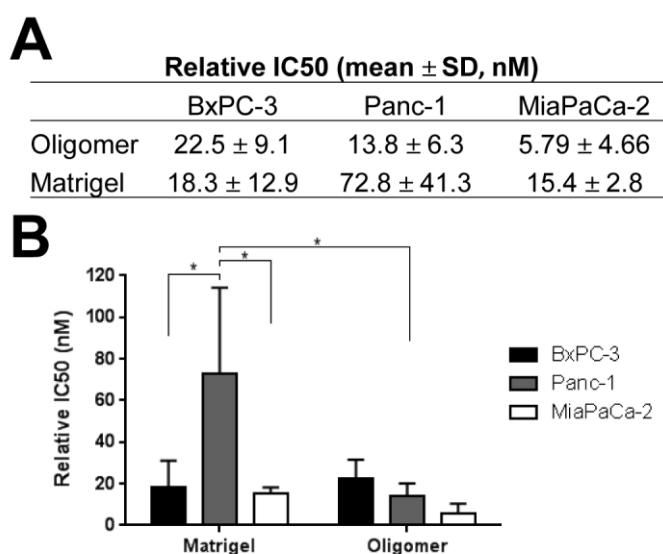 A
Relative IC50 (mean ± SD, nM)
BxPC-3 Panc-1 MiaPaCa-2
Oligomer 22.5 ± 9.1 13.8 ± 6.3 5.79 ± 4.66
Matrigel 18.3 ± 12.9 72.8 ± 41.3 15.4 ± 2.8
B
*
*
*
120
100
80
60
40
20
0
Relative IC50 (nM)
BxPC-3
Panc-1
MiaPaCa-2
Matrigel Oligomer